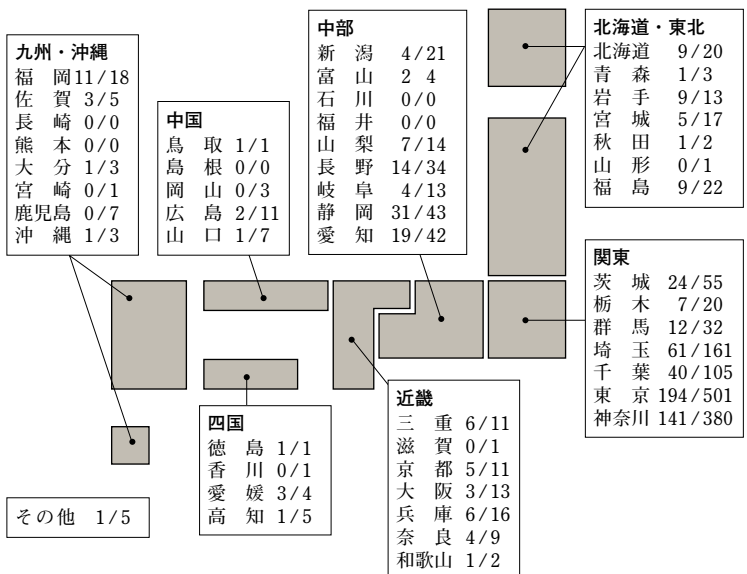 九州・沖縄
福 岡 11/18
佐 賀 3/5
長 崎 0/0
熊 本 0/0
大 分 1/3
宮 崎 0/1
鹿児島 0/7
沖 縄 1/3
中国
鳥 取 1/1
島 根 0/0
岡 山 0/3
広 島 2/11
山 口 1/7
中部
新 潟 4/21
富 山 2 4
石 川 0/0
福 井 0/0
山 梨 7/14
長 野 14/34
岐 阜 4/13
静 岡 31/43
愛 知 19/42
北海道・東北
北海道 9/20
青 森 1/3
岩 手 9/13
宮 城 5/17
秋 田 1/2
山 形 0/1
福 島 9/22
関東
茨 城 24/55
栃 木 7/20
群 馬 12/32
埼 玉 61/161
千 葉 40/105
東 京 194/501
神奈川 141/380
近畿
三 重 6/11
滋 賀 0/1
京 都 5/11
大 阪 3/13
兵 庫 6/16
奈 良 4/9
和歌山 1/2
四国
徳 島 1/1
香 川 0/1
愛 媛 3/4
高 知 1/5
その他 1/5